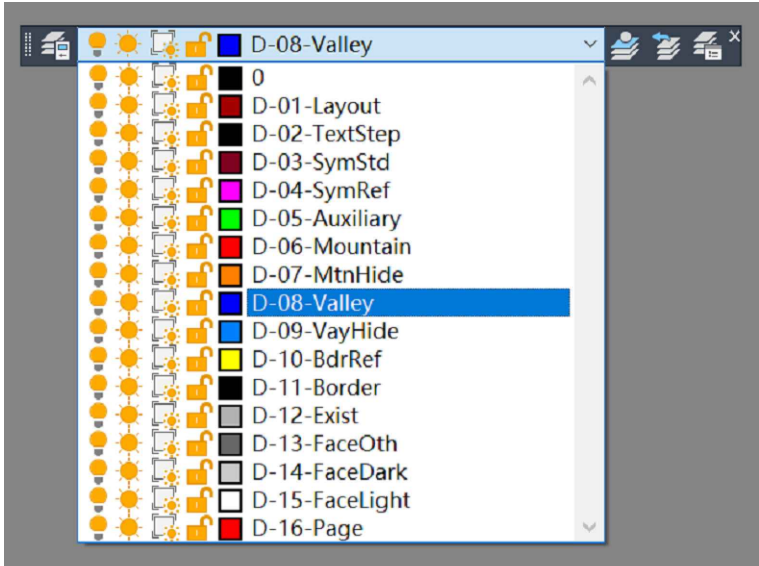 D-08-Valley
0
D-01-Layout
D-02-TextStep
D-03-SymStd
D-04-SymRef
D-05-Auxiliary
D-06-Mountain
D-07-MtnHide
D-08-Valley
D-09-VayHide
D-10-BdrRef
D-11-Border
D-12-Exist
D-13-FaceOth
D-14-FaceDark
D-15-FaceLight
D-16-Page